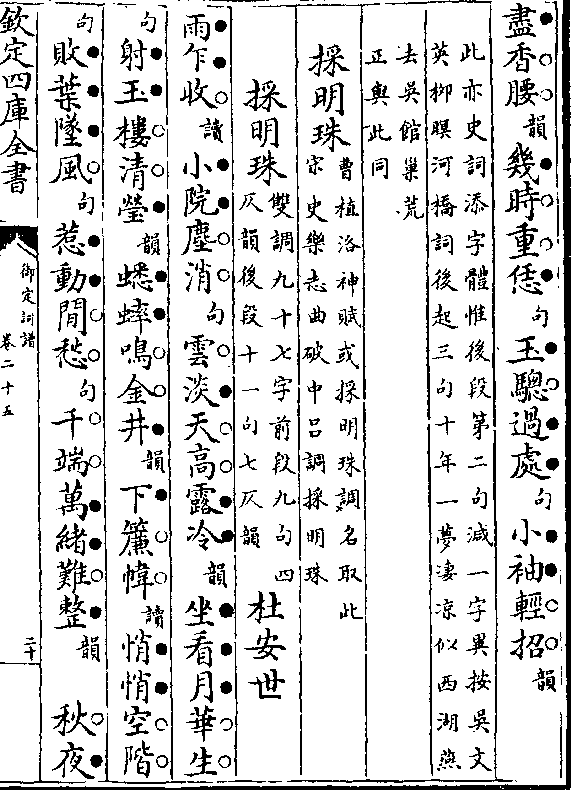 盡香腰韻幾時重恁句玉驄過處句小袖輕招韻
此亦史詞添字體惟後段第二句減一字異按吳文
英柳暝河橋詞後起三句十年一夢凄凉似西湖燕
去吳館巢荒
正與此同
採明珠曹植洛神賦或採明珠調名取此
宋史樂志曲破中呂調採明珠
採明珠雙調九十七字前段九句四
仄韻後段十一句七仄韻杜安世
雨乍收讀小院塵消句雲淡天高露冷韻坐看月華生
句射玉樓清瑩韻蟋蟀鳴金井韻下簾幃讀悄悄空階
句敗葉墜風句惹動閒愁句千端萬緒難整韻秋夜
欽定四庫全書
御定詞譜
卷二十五
二十